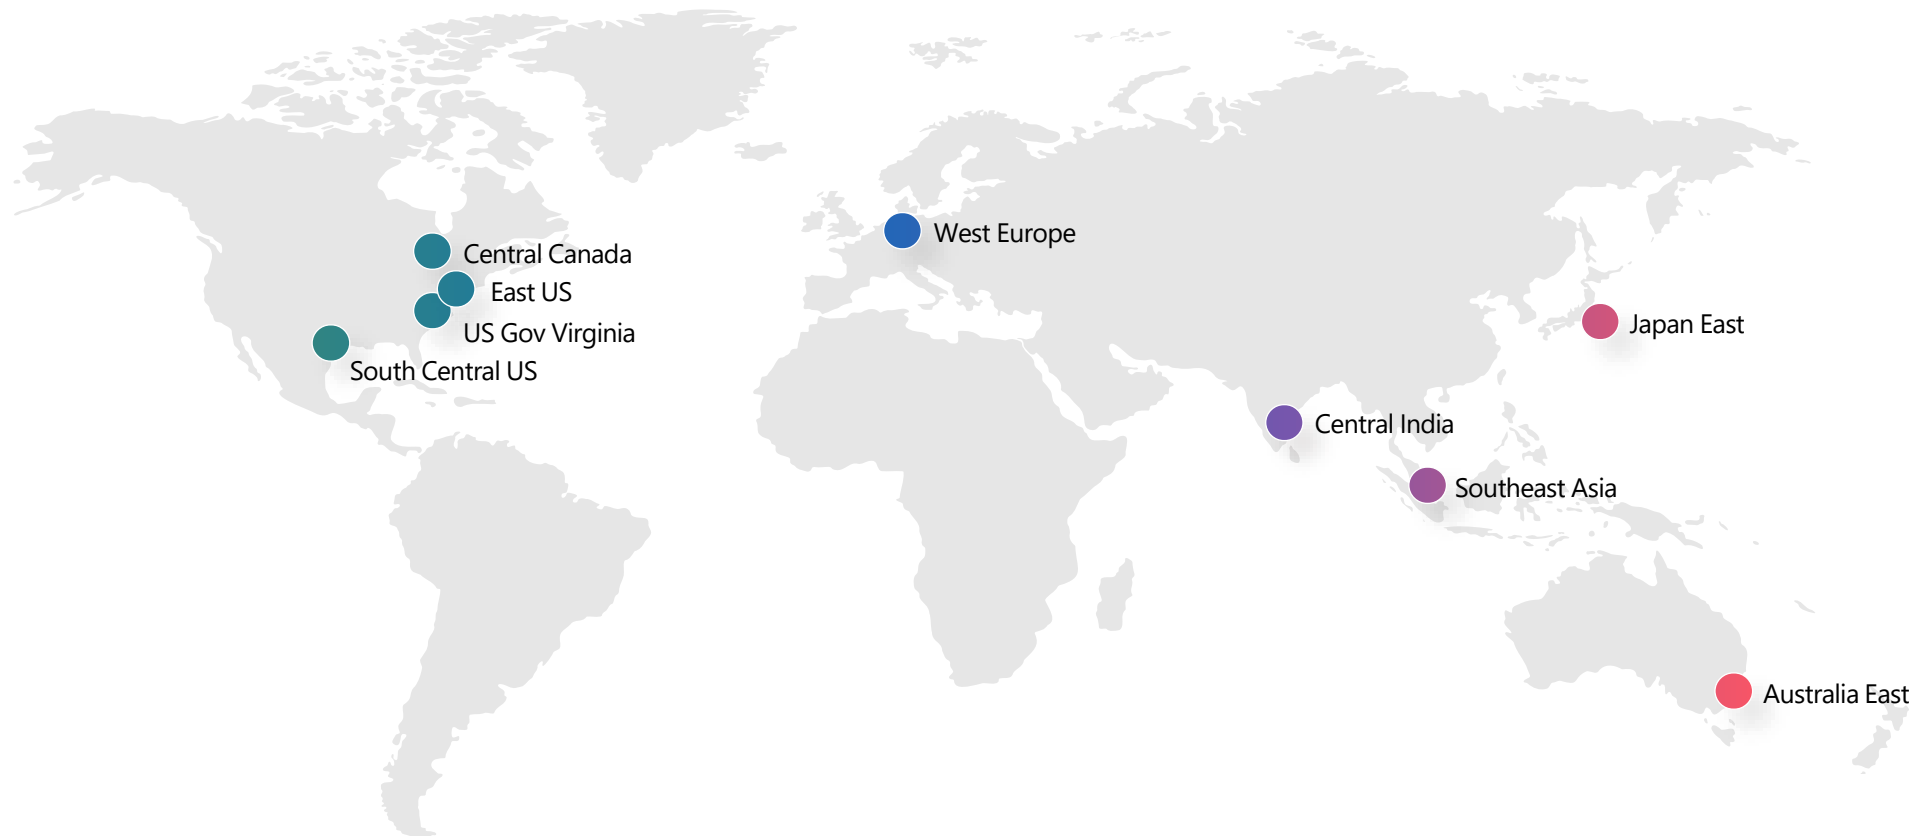 West Europe
Central Canada
East US
US Gov Virginia
South Central US
Japan East
Central India
Southeast Asia
Australia East